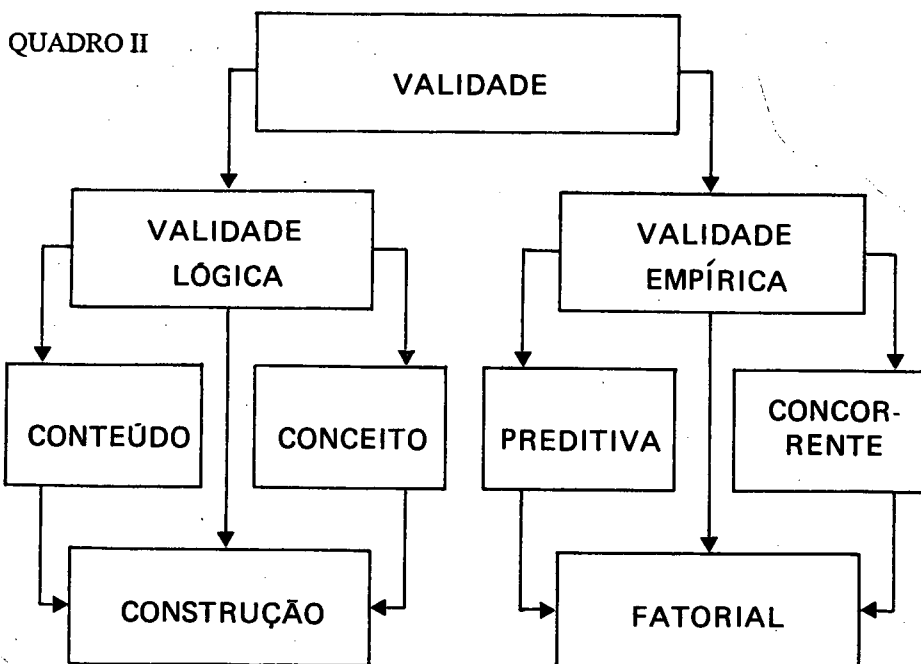 QUADRO II
VALIDADE
VALIDADE
LÓGICA
VALIDADE
EMPÍRICA
CONTEÚDO
CONCEITO
PREDITIVA
CONCOR-
RENTE
CONSTRUÇÃO
FATORIAL